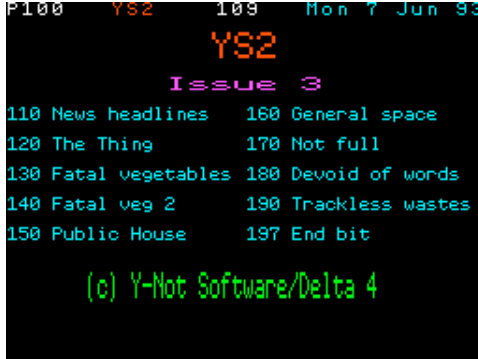 P100 YS2 109 Mon 7 Jun 93
YS2
Issue 3
110 News headlines 160 General space
120 The Thing 170 Not full
130 Fatal vegetables 180 Devoid of words
140 Fatal veg 2 190 Trackless wastes
150 Public House 197 End bit
(c) Y-Not Software/Delta 4